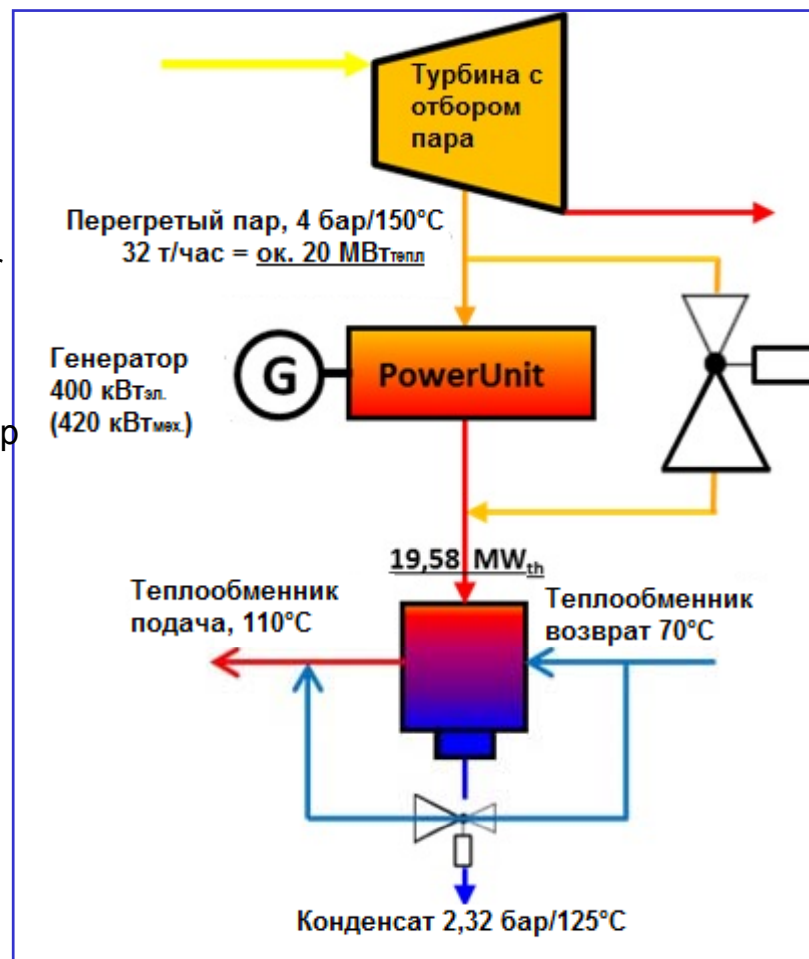 Турбина с
отбором
пара
Перегретый пар, 4 бар/150°C
32 т/час = ок. 20 МВттепл
Генератор
400 кВтэл.
(420 кВтмех.)
G
PowerUnit
р
19,58 MWth
Теплообменник
подача, 110°C
Теплообменник
возврат 70°C
Конденсат 2,32 бар/125°C